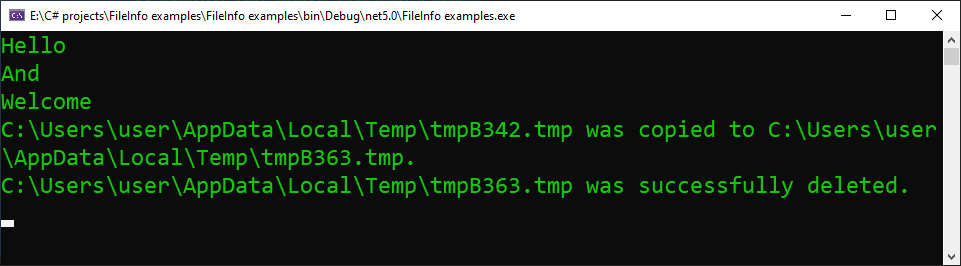 E:\C# projects\FileInfo examples\FileInfo examples\bin\Debug\net5.0\FileInfo examples.exe
Hello
And
Welcome
C:\Users\user\AppData\Local\Temp\tmpB342.tmp was copied to C:\Users\user
\AppData\Local\Temp\tmpB363.tmp.
C:\Users\user\AppData\Local\Temp\tmpB363.tmp was successfully deleted.